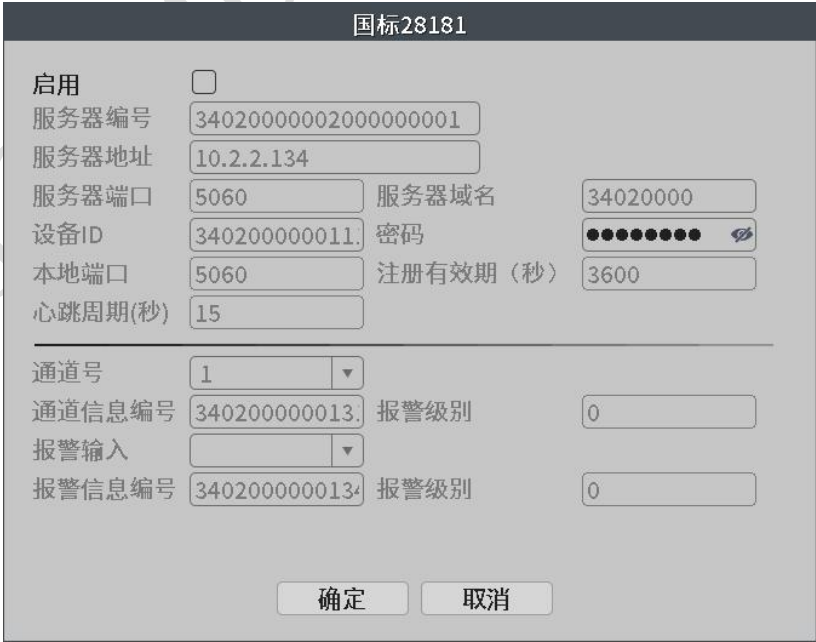 国标28181
启用
服务器编号 34020000002000000001
服务器地址 10.2.2.134
服务器端口 5060 服务器域名 34020000
设备ID 340200000011 密码 ●●●●●●●●
本地端口 5060 注册有效期（秒） 3600
心跳周期(秒) 15
通道号 1
通道信息编号 340200000013 报警级别 0
报警输入
报警信息编号 340200000013 报警级别 0
确定 取消